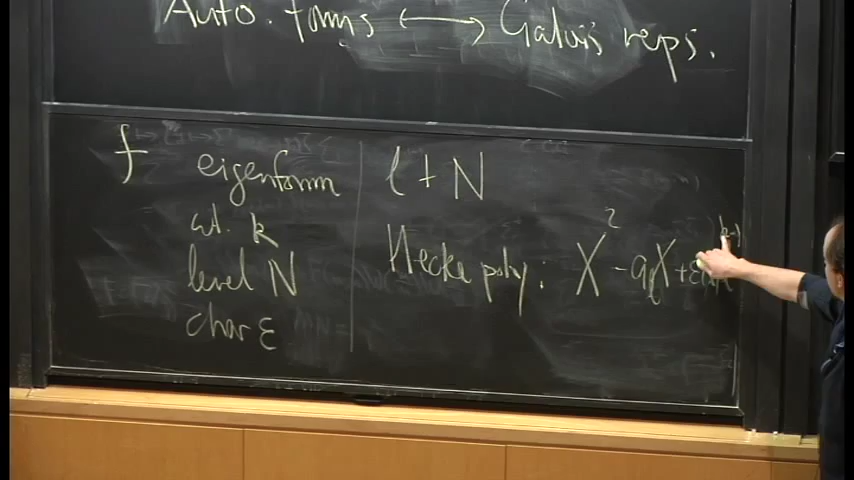 Auto. forms ⟷ Galois reps.
f eigenform
wt. k
level N
char ε
ℓ ∤ N
Hecke poly: X² - a_ℓ X + ε(
k-1